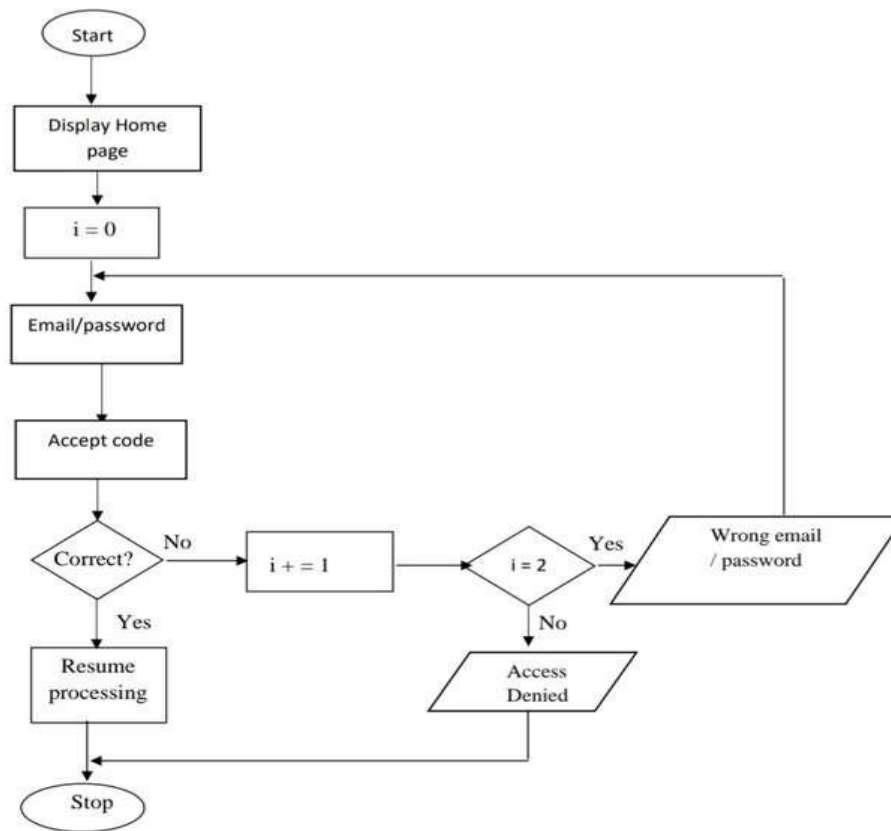 Start
Display Home
page
i = 0
Email/password
Accept code
Correct?
No
i + = 1
i = 2
Yes
Wrong email
/ password
Yes
No
Resume
processing
Access
Denied
Stop